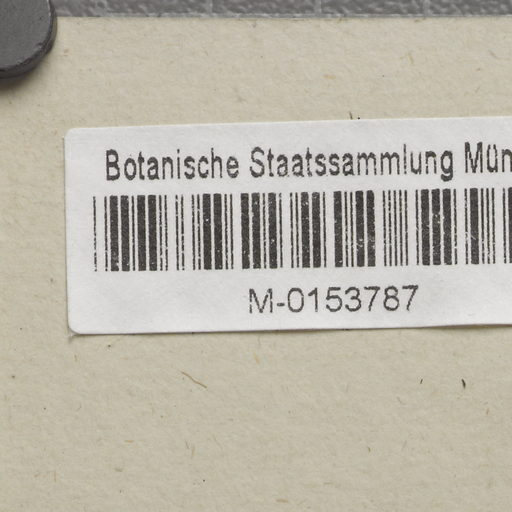 Botanische Staatssammlung Mün
M-0153787